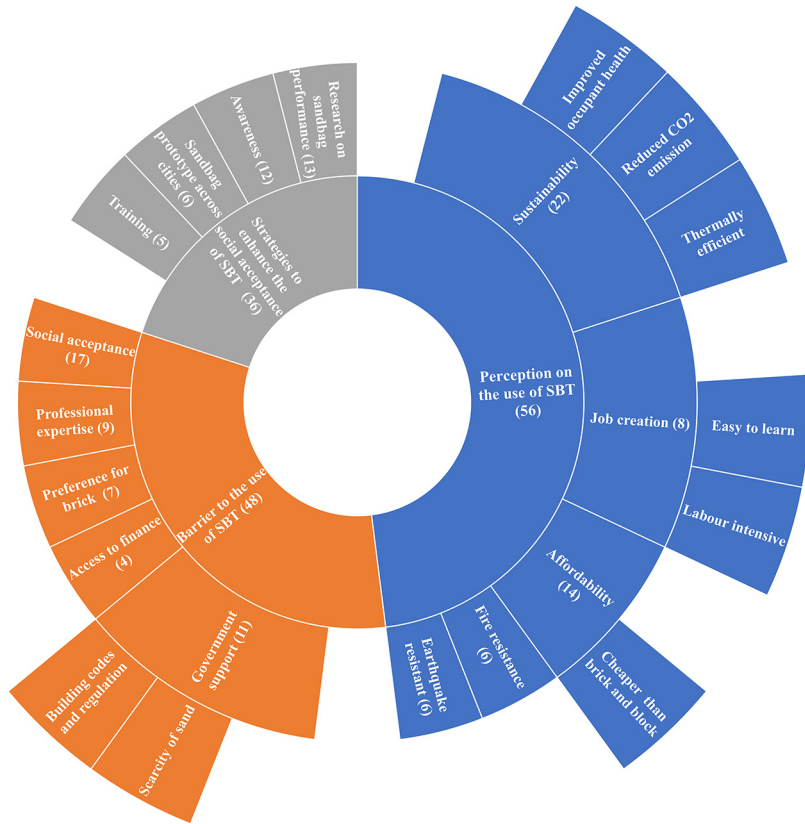 Perception on
the use of SBT
(56)
Sustainability
(22)
Improved
occupant health
Reduced CO2
emission
Thermally
efficient
Job creation (8)
Easy to learn
Labour intensive
Affordability
(14)
Cheaper than
brick and block
Fire resistance
(6)
Earthquake
resistant (6)
Barrier to the use
of SBT (48)
Government
support (11)
Scarcity of sand
Building codes
and regulation
Access to finance
(4)
Preference for
brick (7)
Professional
expertise (9)
Social acceptance
(17)
Strategies to
enhance the
social acceptance
of SBT (36)
Training (5)
Sandbag
prototype across
cities (6)
Awareness (12)
Research on
sandbag
performance (13)